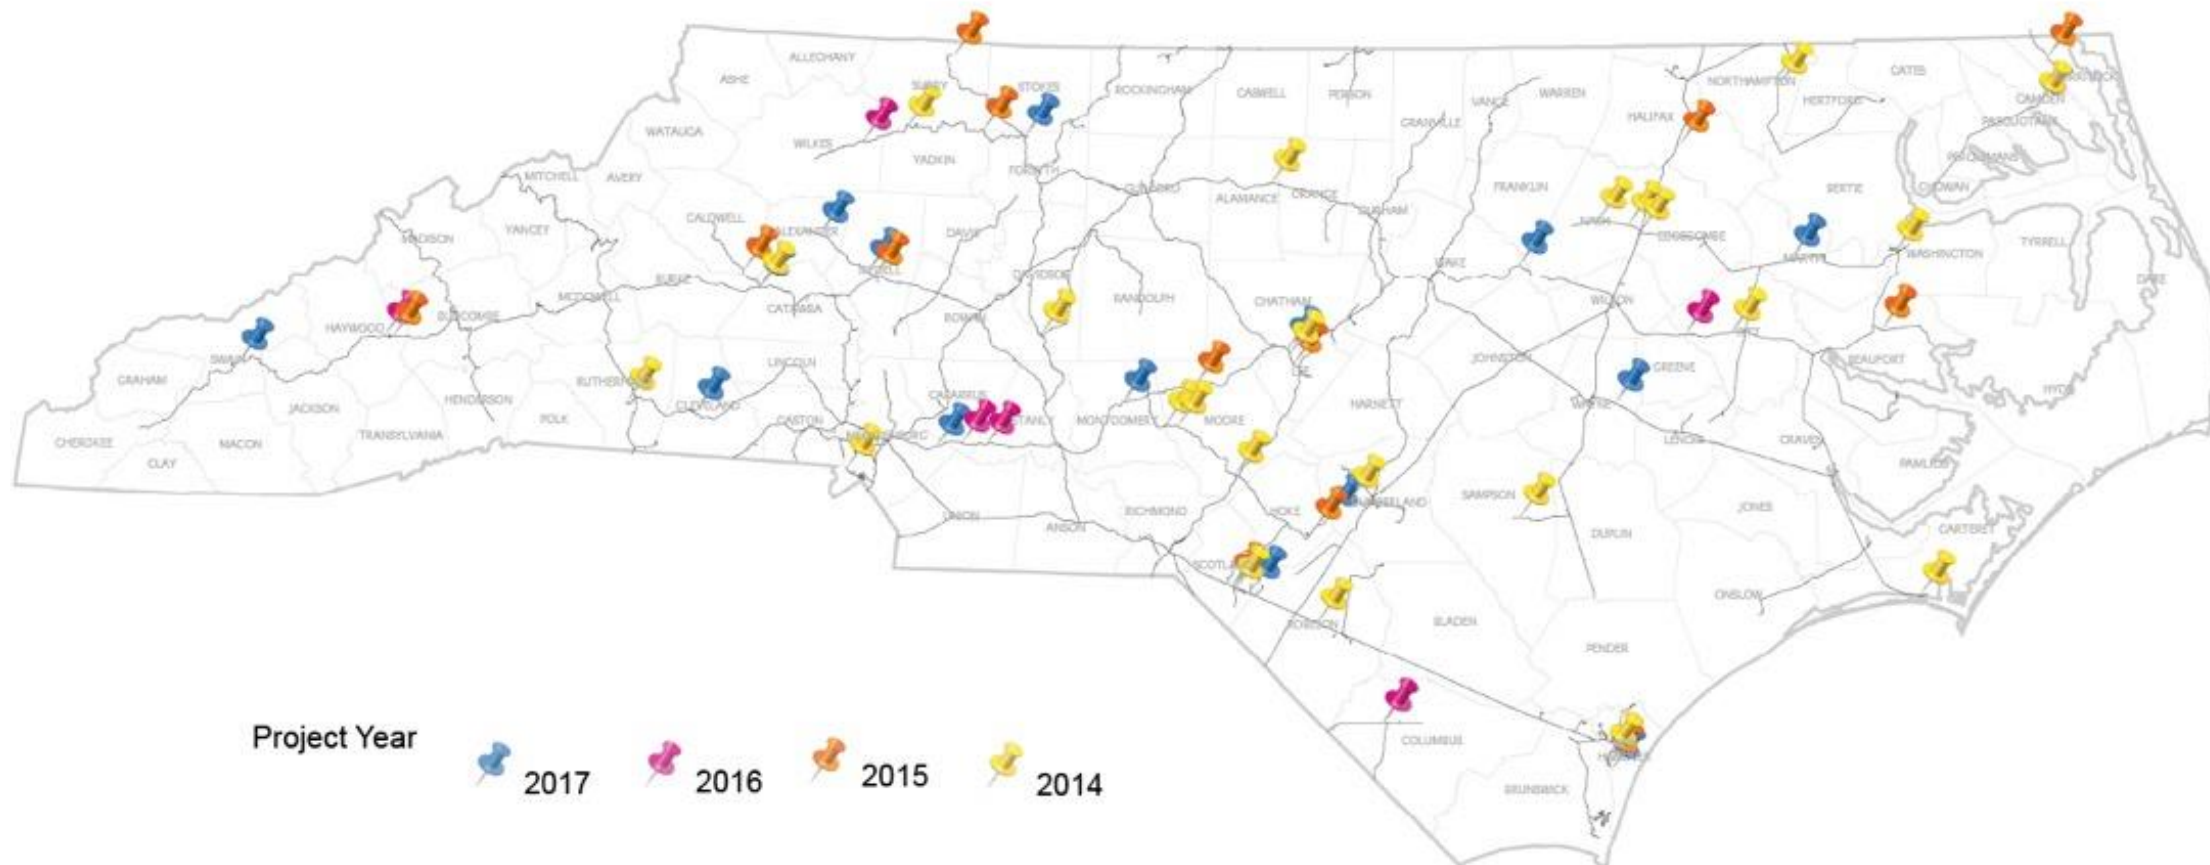 ALLEGHANY
ASHE
SURRY
STOKES
ROCKINGHAM
CASWELL
PERSON
VANCE
WARREN
NORTHAMPTON
GATES
HERTFORD
CAMDEN
PASQUOTANK
WATAUGA
WILKES
YADKIN
FORSYTH
GRANVILLE
HALIFAX
PERQUIMANS
MITCHELL
AVERY
GUILFORD
ALAMANCE
ORANGE
DURHAM
FRANKLIN
NASH
BERTIE
CHOWAN
CALDWELL
ALEXANDER
DAVIE
MADISON
YANCEY
EDGECOMBE
MARTIN
WASHINGTON
TYRRELL
DARE
BURKE
IREDELL
DAVIDSON
RANDOLPH
CHATHAM
WAKE
WILSON
MCDOWELL
CATAWBA
ROWAN
HAYWOOD
BUNCOMBE
SWAIN
GRAHAM
RUTHERFORD
LINCOLN
LEE
JOHNSTON
GREENE
BEAUFORT
HYDE
CHEROKEE
CLAY
MACON
JACKSON
TRANSYLVANIA
HENDERSON
POLK
CLEVELAND
GASTON
CABARRUS
STANLY
MONTGOMERY
MOORE
HARNETT
WAYNE
LENOIR
CRAVEN
PAMLICO
UNION
ANSON
RICHMOND
HOKE
CUMBERLAND
SAMPSON
DUPLIN
JONES
CARTERET
ONSLOW
ROBESON
BLADEN
PENDER
COLUMBUS
BRUNSWICK
Project Year
2017
2016
2015
2014